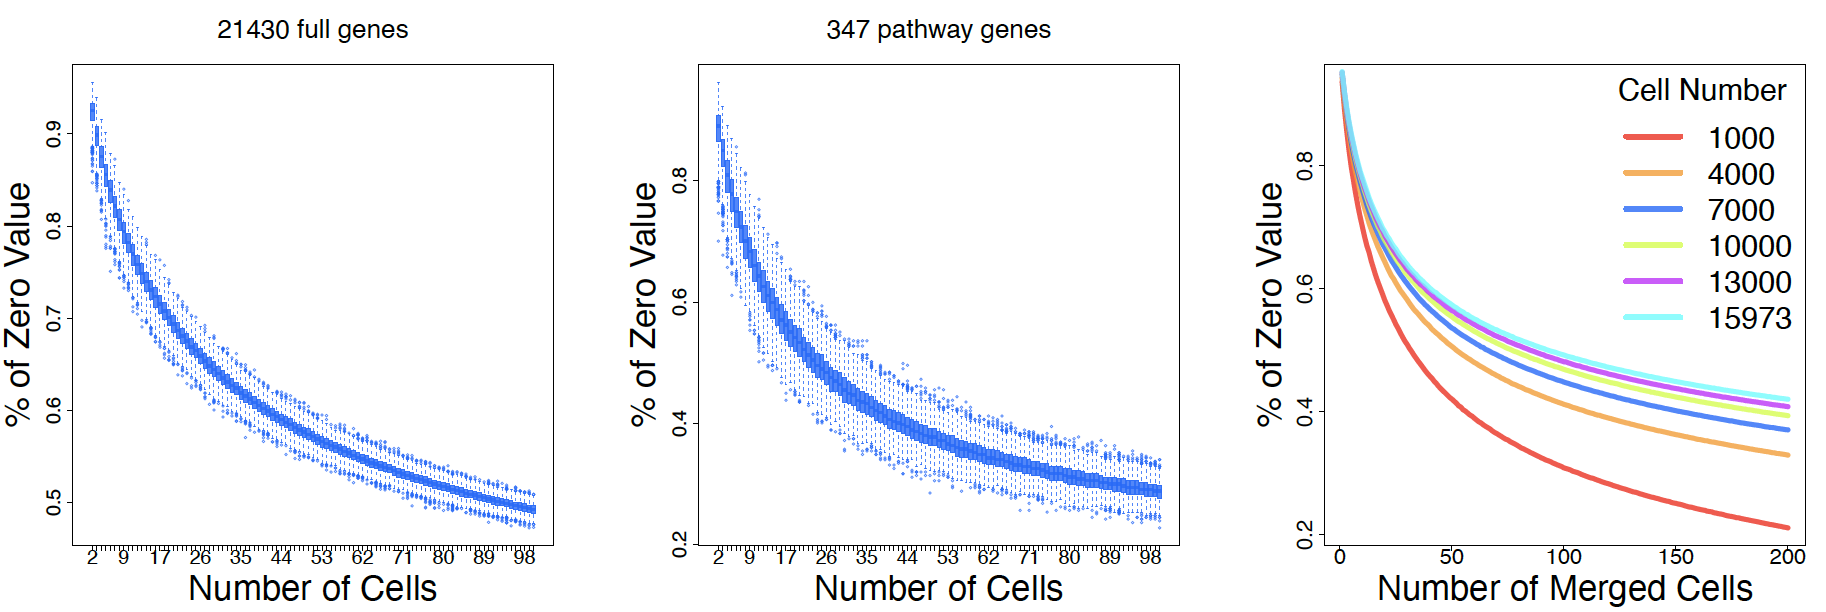 21430 full genes
% of Zero Value
0.9
0.8
0.7
0.6
0.5
2 9 17 26 35 44 53 62 71 80 89 98
Number of Cells
347 pathway genes
% of Zero Value
0.8
0.6
0.4
0.2
2 9 17 26 35 44 53 62 71 80 89 98
Number of Cells
% of Zero Value
0.8
0.6
0.4
0.2
Cell Number
1000
4000
7000
10000
13000
15973
0 50 100 150 200
Number of Merged Cells